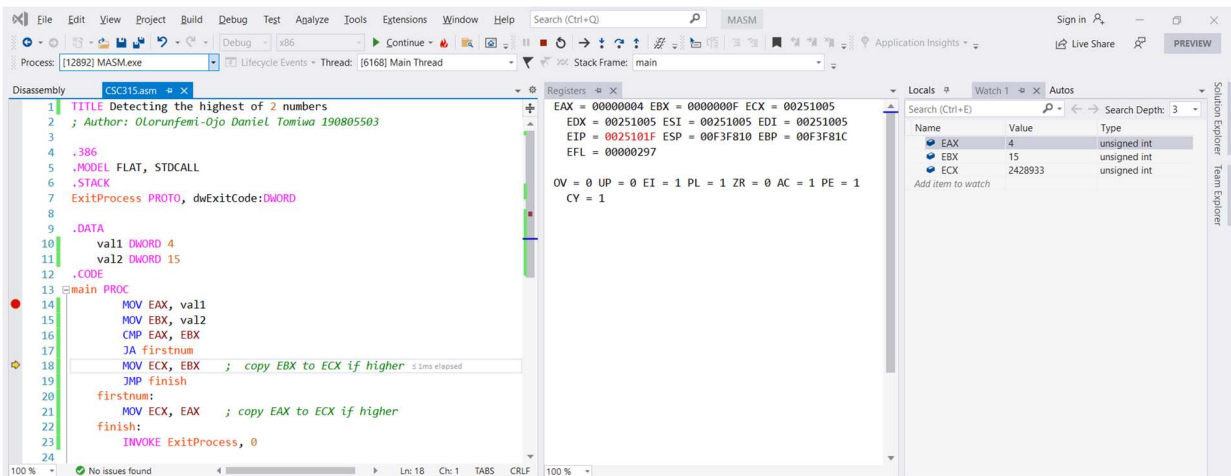 File Edit View Project Build Debug Test Analyze Tools Extensions Window Help Search (Ctrl+Q) MASM Sign in
Debug x86 Continue Application Insights Live Share PREVIEW
Process: [12892] MASM.exe Lifecycle Events Thread: [6168] Main Thread Stack Frame: main
Disassembly CSC315.asm
1 TITLE Detecting the highest of 2 numbers
2 ; Author: Olorunfemi-Ojo Daniel Tomiwa 190805503
3
4 .386
5 .MODEL FLAT, STDCALL
6 .STACK
7 ExitProcess PROTO, dwExitCode:DWORD
8
9 .DATA
10 val1 DWORD 4
11 val2 DWORD 15
12 .CODE
13 main PROC
14 MOV EAX, val1
15 MOV EBX, val2
16 CMP EAX, EBX
17 JA firstnum
18 MOV ECX, EBX ; copy EBX to ECX if higher ≤1ms elapsed
19 JMP finish
20 firstnum:
21 MOV ECX, EAX ; copy EAX to ECX if higher
22 finish:
23 INVOKE ExitProcess, 0
24
100 % No issues found Ln: 18 Ch: 1 TABS CRLF
Registers
EAX = 00000004 EBX = 0000000F ECX = 00251005
EDX = 00251005 ESI = 00251005 EDI = 00251005
EIP = 0025101F ESP = 00F3F810 EBP = 00F3F81C
EFL = 00000297
OV = 0 UP = 0 EI = 1 PL = 1 ZR = 0 AC = 1 PE = 1
CY = 1
100 %
Locals Watch 1 Autos
Search (Ctrl+E) Search Depth: 3
Name Value Type
EAX 4 unsigned int
EBX 15 unsigned int
ECX 2428933 unsigned int
Add item to watch
Solution Explorer
Team Explorer